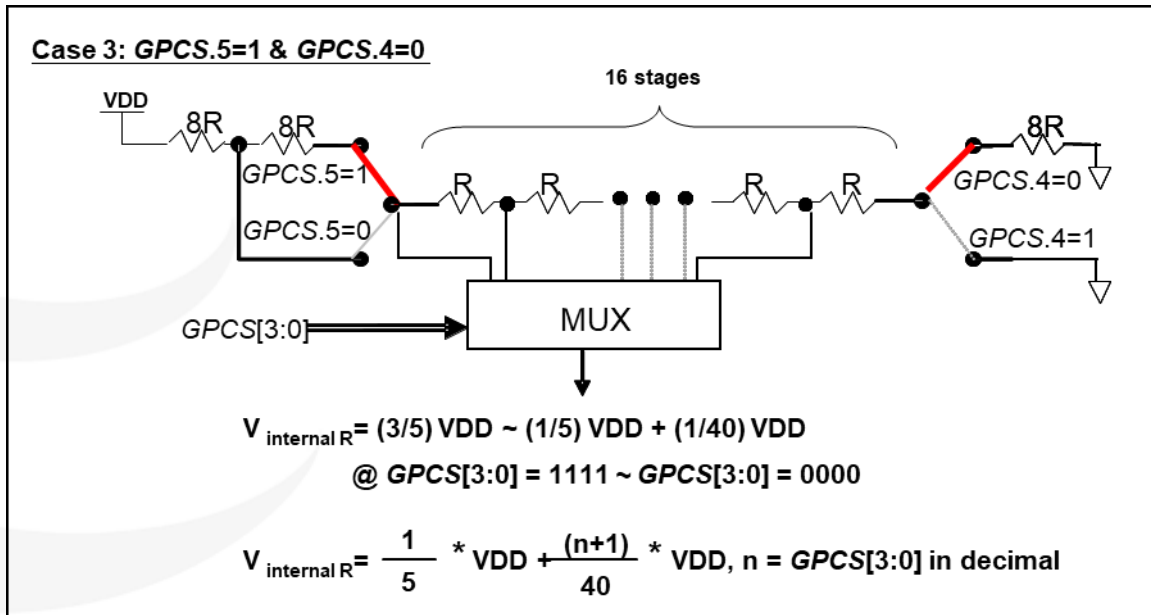 Case 3: GPCS.5=1 & GPCS.4=0
16 stages
VDD
8R
8R
8R
GPCS.5=1
R
R
R
R
GPCS.4=0
GPCS.5=0
GPCS.4=1
MUX
GPCS[3:0]
V internal R= (3/5) VDD ~ (1/5) VDD + (1/40) VDD
@ GPCS[3:0] = 1111 ~ GPCS[3:0] = 0000
V internal R= 1/5 * VDD + (n+1)/40 * VDD, n = GPCS[3:0] in decimal